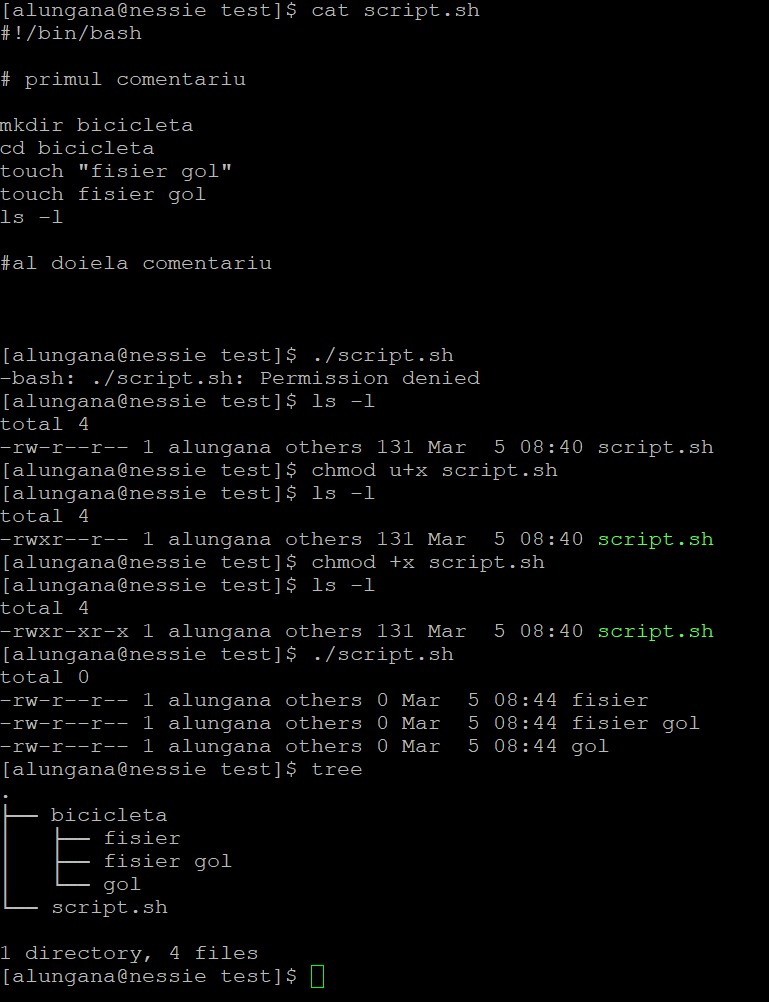 [alungana@nessie test]$ cat script.sh
#!/bin/bash
# primul comentariu
mkdir bicicleta
cd bicicleta
touch "fisier gol"
touch fisier gol
ls -l
#al doiela comentariu
[alungana@nessie test]$ ./script.sh
-bash: ./script.sh: Permission denied
[alungana@nessie test]$ ls -l
total 4
-rw-r--r-- 1 alungana others 131 Mar  5 08:40 script.sh
[alungana@nessie test]$ chmod u+x script.sh
[alungana@nessie test]$ ls -l
total 4
-rwxr--r-- 1 alungana others 131 Mar  5 08:40 script.sh
[alungana@nessie test]$ chmod +x script.sh
[alungana@nessie test]$ ls -l
total 4
-rwxr-xr-x 1 alungana others 131 Mar  5 08:40 script.sh
[alungana@nessie test]$ ./script.sh
total 0
-rw-r--r-- 1 alungana others 0 Mar  5 08:44 fisier
-rw-r--r-- 1 alungana others 0 Mar  5 08:44 fisier gol
-rw-r--r-- 1 alungana others 0 Mar  5 08:44 gol
[alungana@nessie test]$ tree
.
├── bicicleta
│   ├── fisier
│   ├── fisier gol
│   └── gol
└── script.sh
1 directory, 4 files
[alungana@nessie test]$